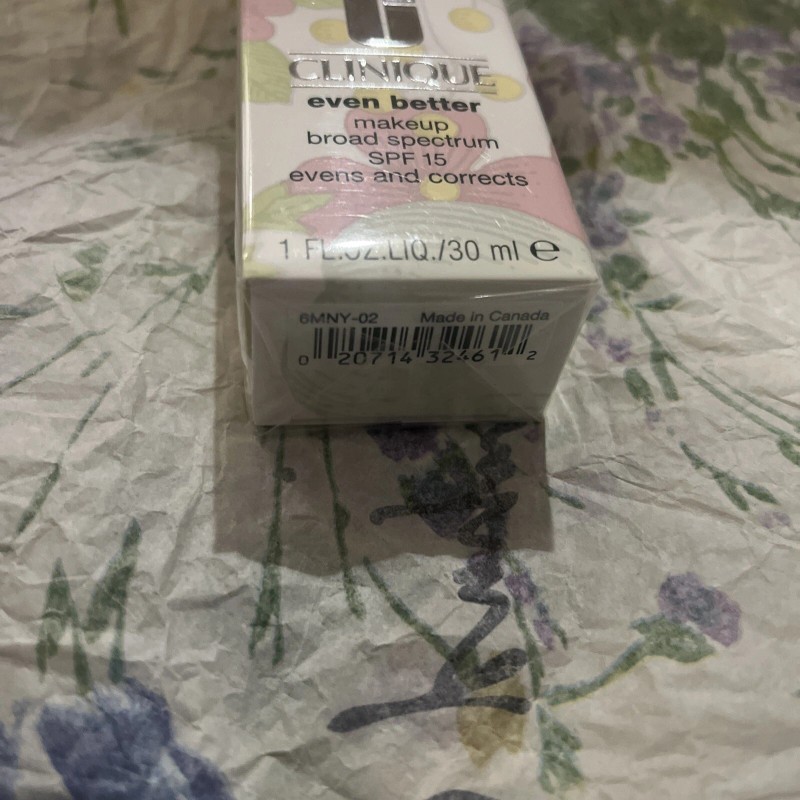 CLINIQUE
even better
makeup
broad spectrum
SPF 15
evens and corrects
1 FL.OZ.LIQ./30 ml e
6MNY-02 Made in Canada
0 20714 32461 2